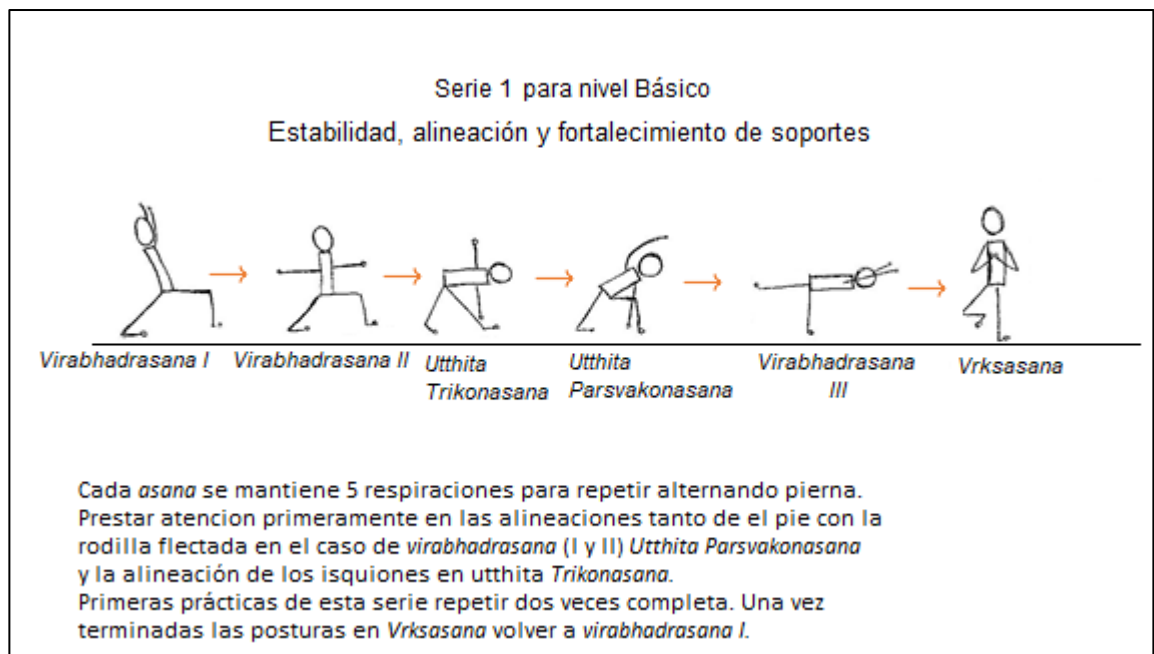 Serie 1 para nivel Básico
Estabilidad, alineación y fortalecimiento de soportes
Virabhadrasana I
Virabhadrasana II
Utthita
Trikonasana
Utthita
Parsvakonasana
Virabhadrasana
III
Vrksasana
Cada asana se mantiene 5 respiraciones para repetir alternando pierna.
Prestar atencion primeramente en las alineaciones tanto de el pie con la
rodilla flectada en el caso de virabhadrasana (I y II) Utthita Parsvakonasana
y la alineación de los isquiones en utthita Trikonasana.
Primeras prácticas de esta serie repetir dos veces completa. Una vez
terminadas las posturas en Vrksasana volver a virabhadrasana I.